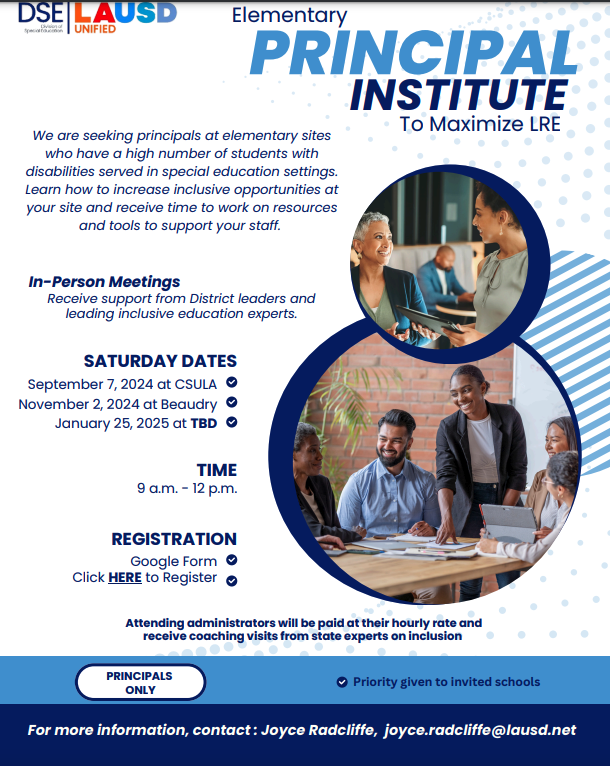 DSE LAUSD
Division of
Special Education
UNIFIED
Elementary
PRINCIPAL
INSTITUTE
To Maximize LRE
We are seeking principals at elementary sites
who have a high number of students with
disabilities served in special education settings.
Learn how to increase inclusive opportunities at
your site and receive time to work on resources
and tools to support your staff.
In-Person Meetings
Receive support from District leaders and
leading inclusive education experts.
SATURDAY DATES
September 7, 2024 at CSULA
November 2, 2024 at Beaudry
January 25, 2025 at TBD
TIME
9 a.m. - 12 p.m.
REGISTRATION
Google Form
Click HERE to Register
Attending administrators will be paid at their hourly rate and
receive coaching visits from state experts on inclusion
PRINCIPALS
ONLY
Priority given to invited schools
For more information, contact : Joyce Radcliffe, joyce.radcliffe@lausd.net